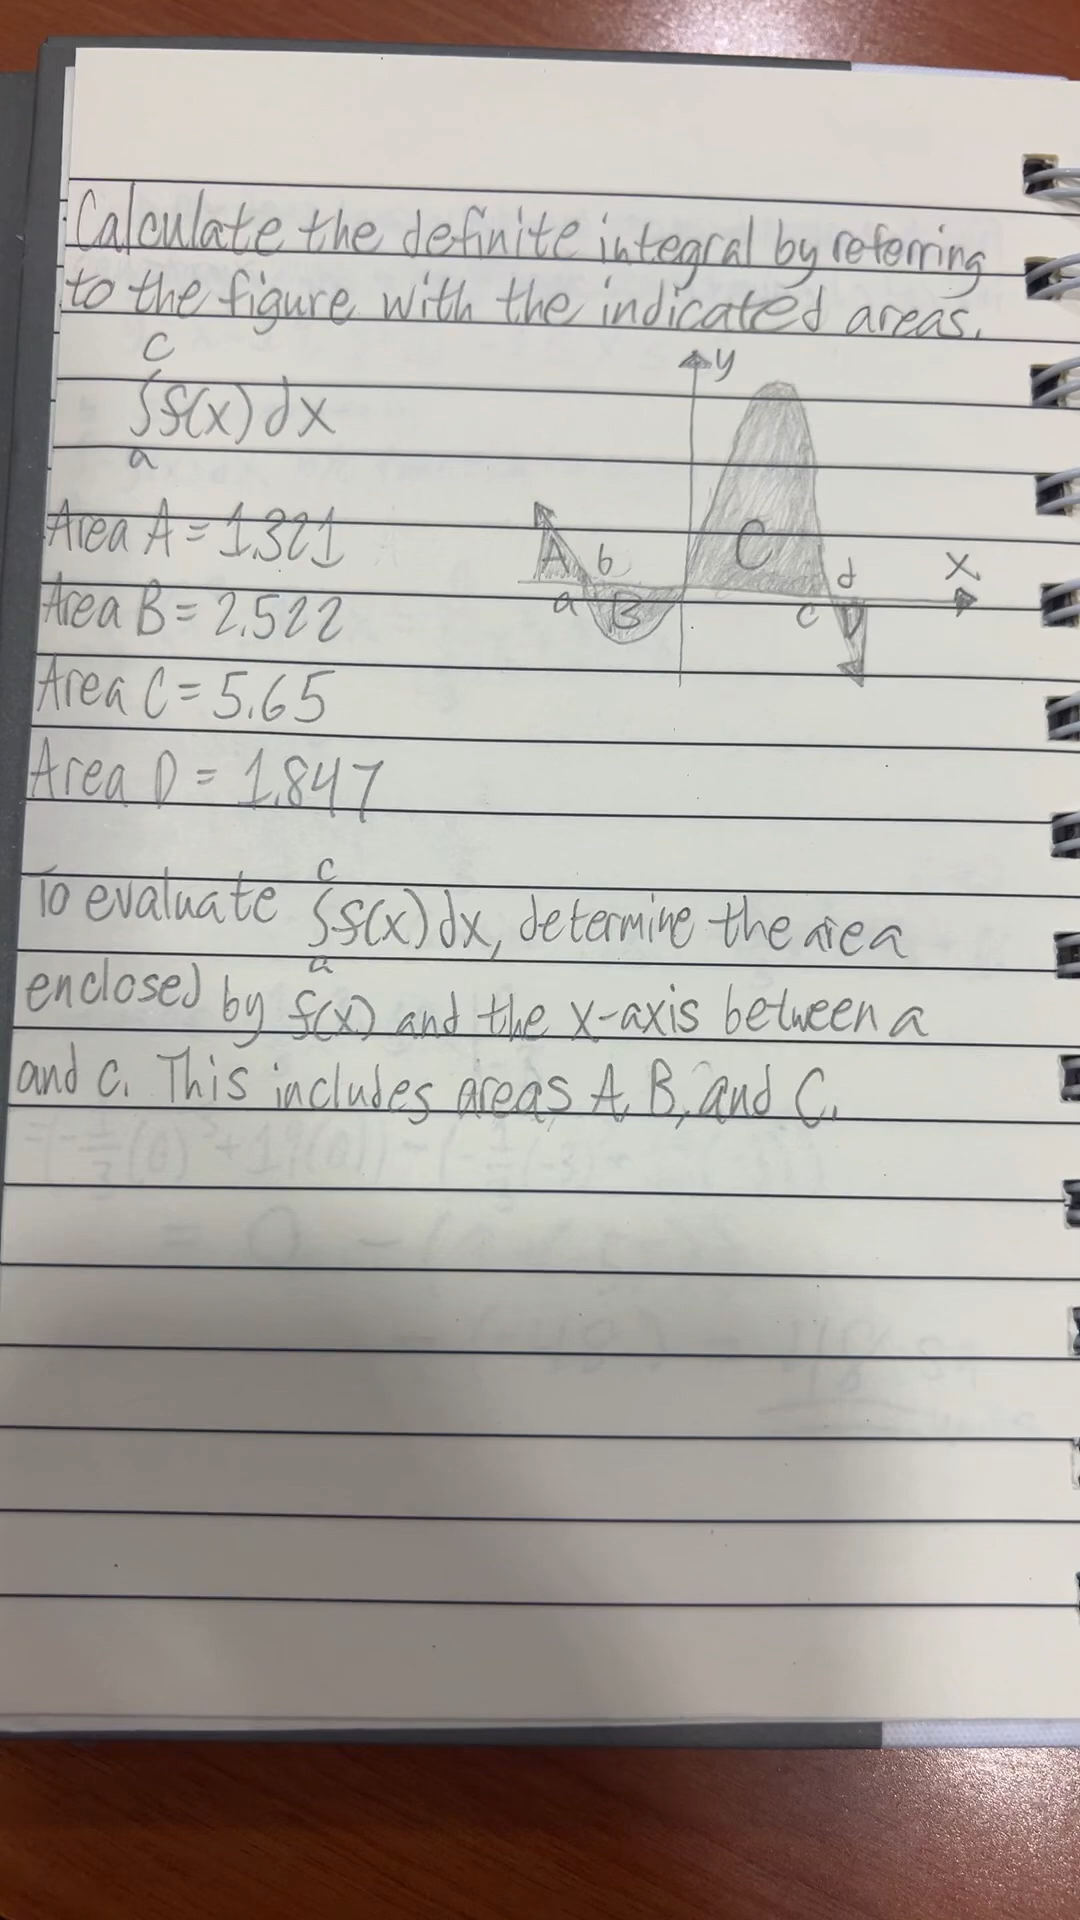 Calculate the definite integral by referring
to the figure with the indicated areas.
c
∫f(x)dx
a
y
Area A = 1.321
Area B = 2.522
Area C = 5.65
Area D = 1.847
A
b
a
B
C
c
d
D
x
To evaluate ∫f(x)dx, determine the area
c
a
enclosed by f(x) and the x-axis between a
and c. This includes areas A, B, and C.